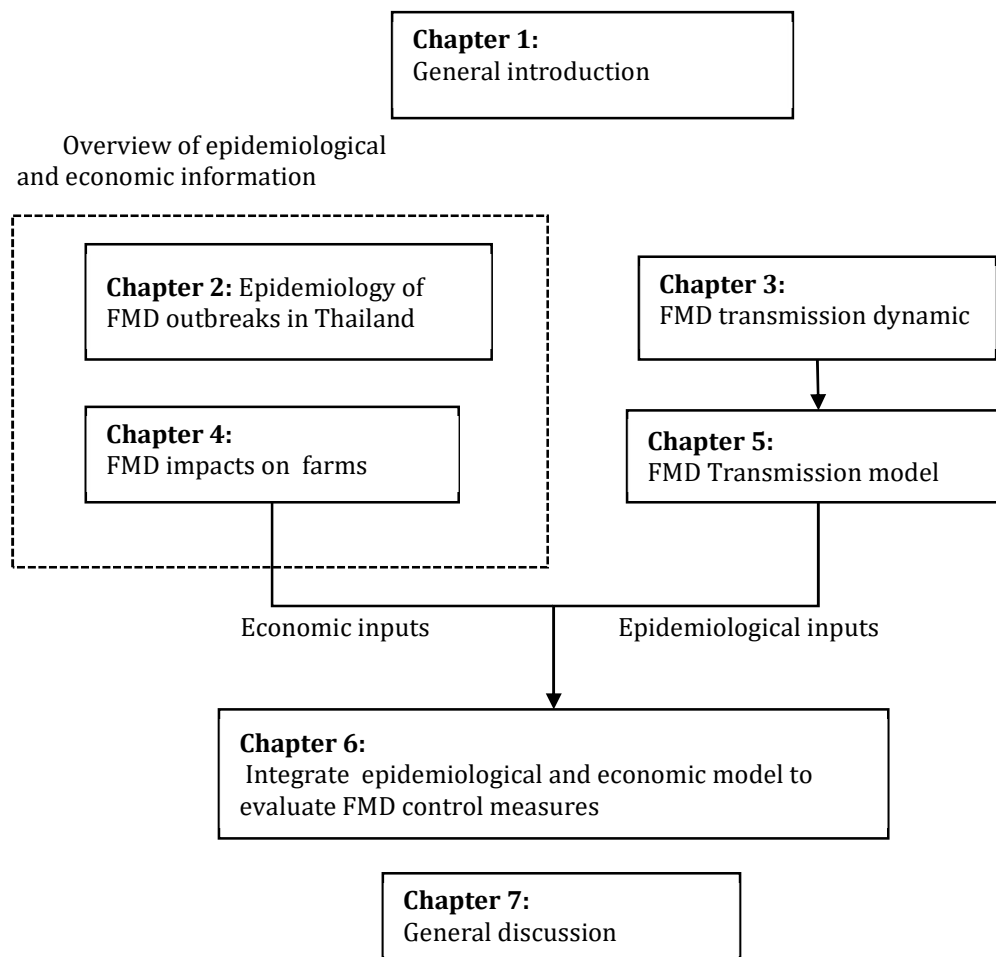 Chapter 1:
General introduction
Overview of epidemiological
and economic information
Chapter 2: Epidemiology of
FMD outbreaks in Thailand
Chapter 3:
FMD transmission dynamic
Chapter 4:
FMD impacts on farms
Chapter 5:
FMD Transmission model
Economic inputs
Epidemiological inputs
Chapter 6:
Integrate epidemiological and economic model to
evaluate FMD control measures
Chapter 7:
General discussion